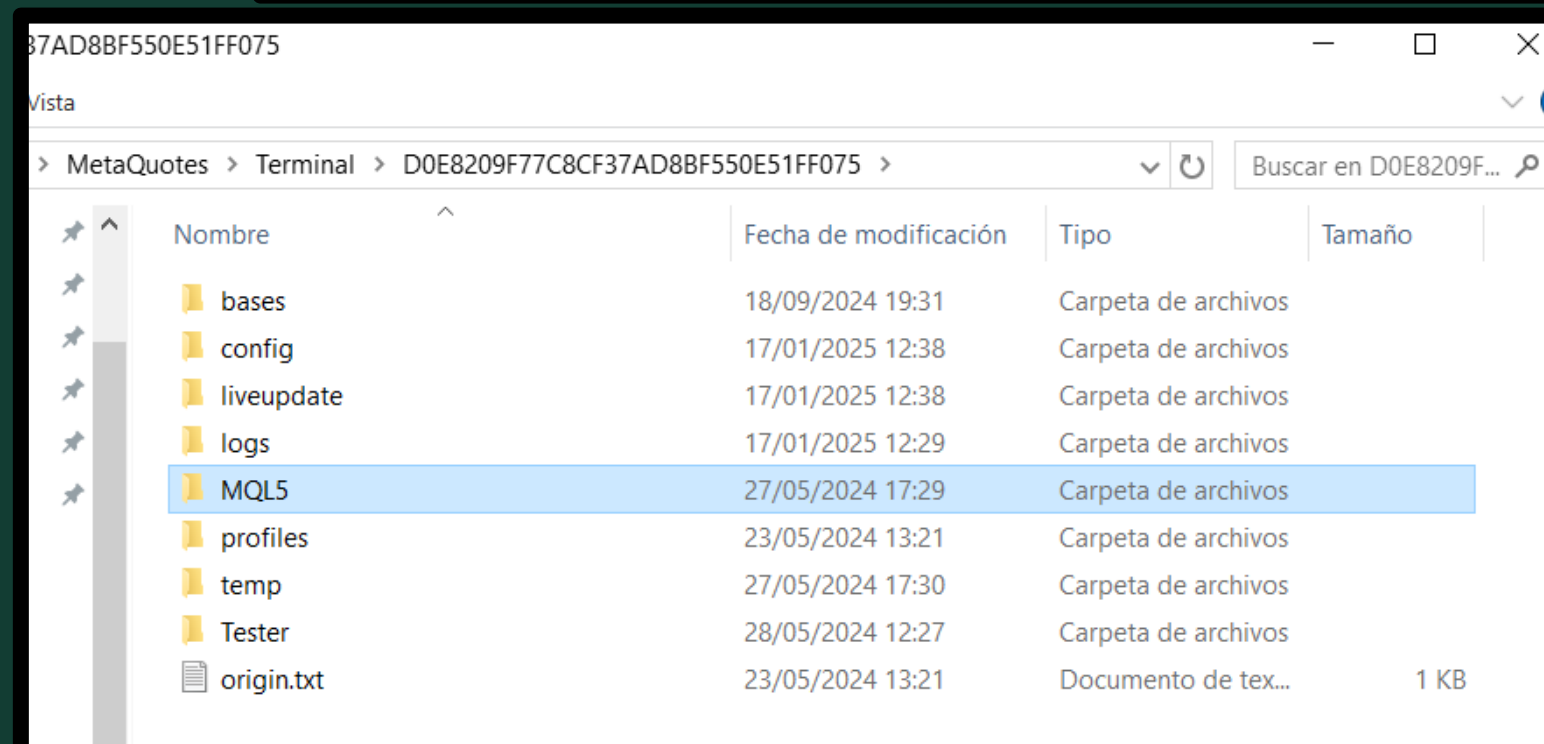 37AD8BF550E51FF075
Vista
MetaQuotes > Terminal > D0E8209F77C8CF37AD8BF550E51FF075 >
Buscar en D0E8209F...
Nombre Fecha de modificación Tipo Tamaño
bases 18/09/2024 19:31 Carpeta de archivos
config 17/01/2025 12:38 Carpeta de archivos
liveupdate 17/01/2025 12:38 Carpeta de archivos
logs 17/01/2025 12:29 Carpeta de archivos
MQL5 27/05/2024 17:29 Carpeta de archivos
profiles 23/05/2024 13:21 Carpeta de archivos
temp 27/05/2024 17:30 Carpeta de archivos
Tester 28/05/2024 12:27 Carpeta de archivos
origin.txt 23/05/2024 13:21 Documento de tex... 1 KB